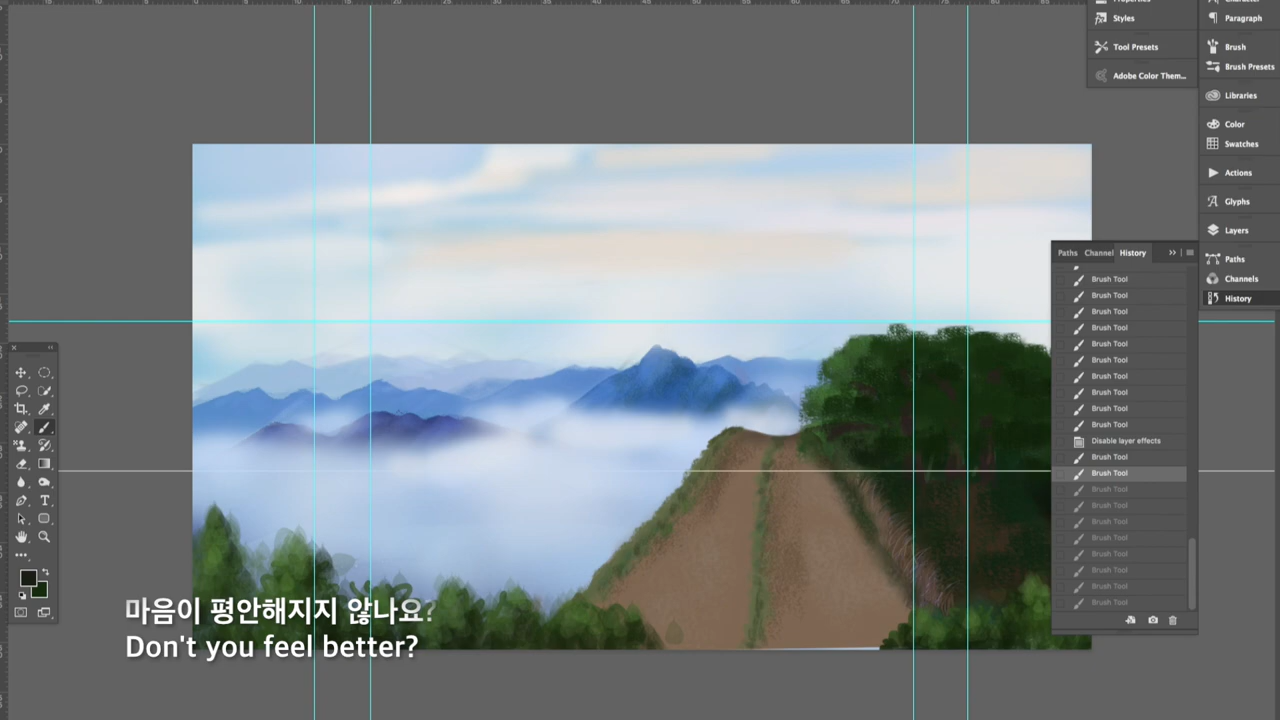 Styles
Tool Presets
Adobe Color Them...
Paragraph
Brush
Brush Presets
Libraries
Color
Swatches
Actions
Glyphs
Layers
Paths
Channels
History
Paths Channel History
Brush Tool
Brush Tool
Brush Tool
Brush Tool
Brush Tool
Brush Tool
Brush Tool
Brush Tool
Brush Tool
Brush Tool
Disable layer effects
Brush Tool
Brush Tool
Brush Tool
Brush Tool
Brush Tool
Brush Tool
Brush Tool
Brush Tool
Brush Tool
Brush Tool
마음이 평안해지지 않나요?
Don't you feel better?